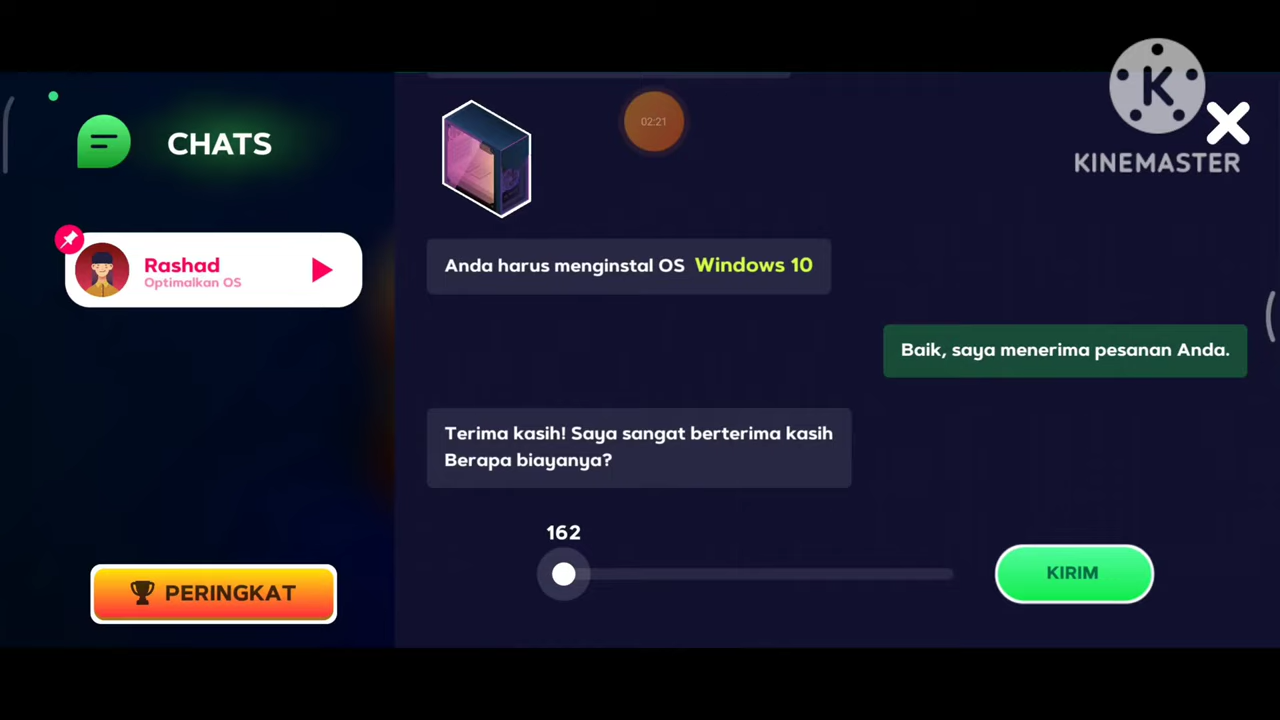 CHATS
Rashad
Optimalkan OS
PERINGKAT
02:21
K
KINEMASTER
Anda harus menginstal OS Windows 10
Baik, saya menerima pesanan Anda.
Terima kasih! Saya sangat berterima kasih
Berapa biayanya?
162
KIRIM